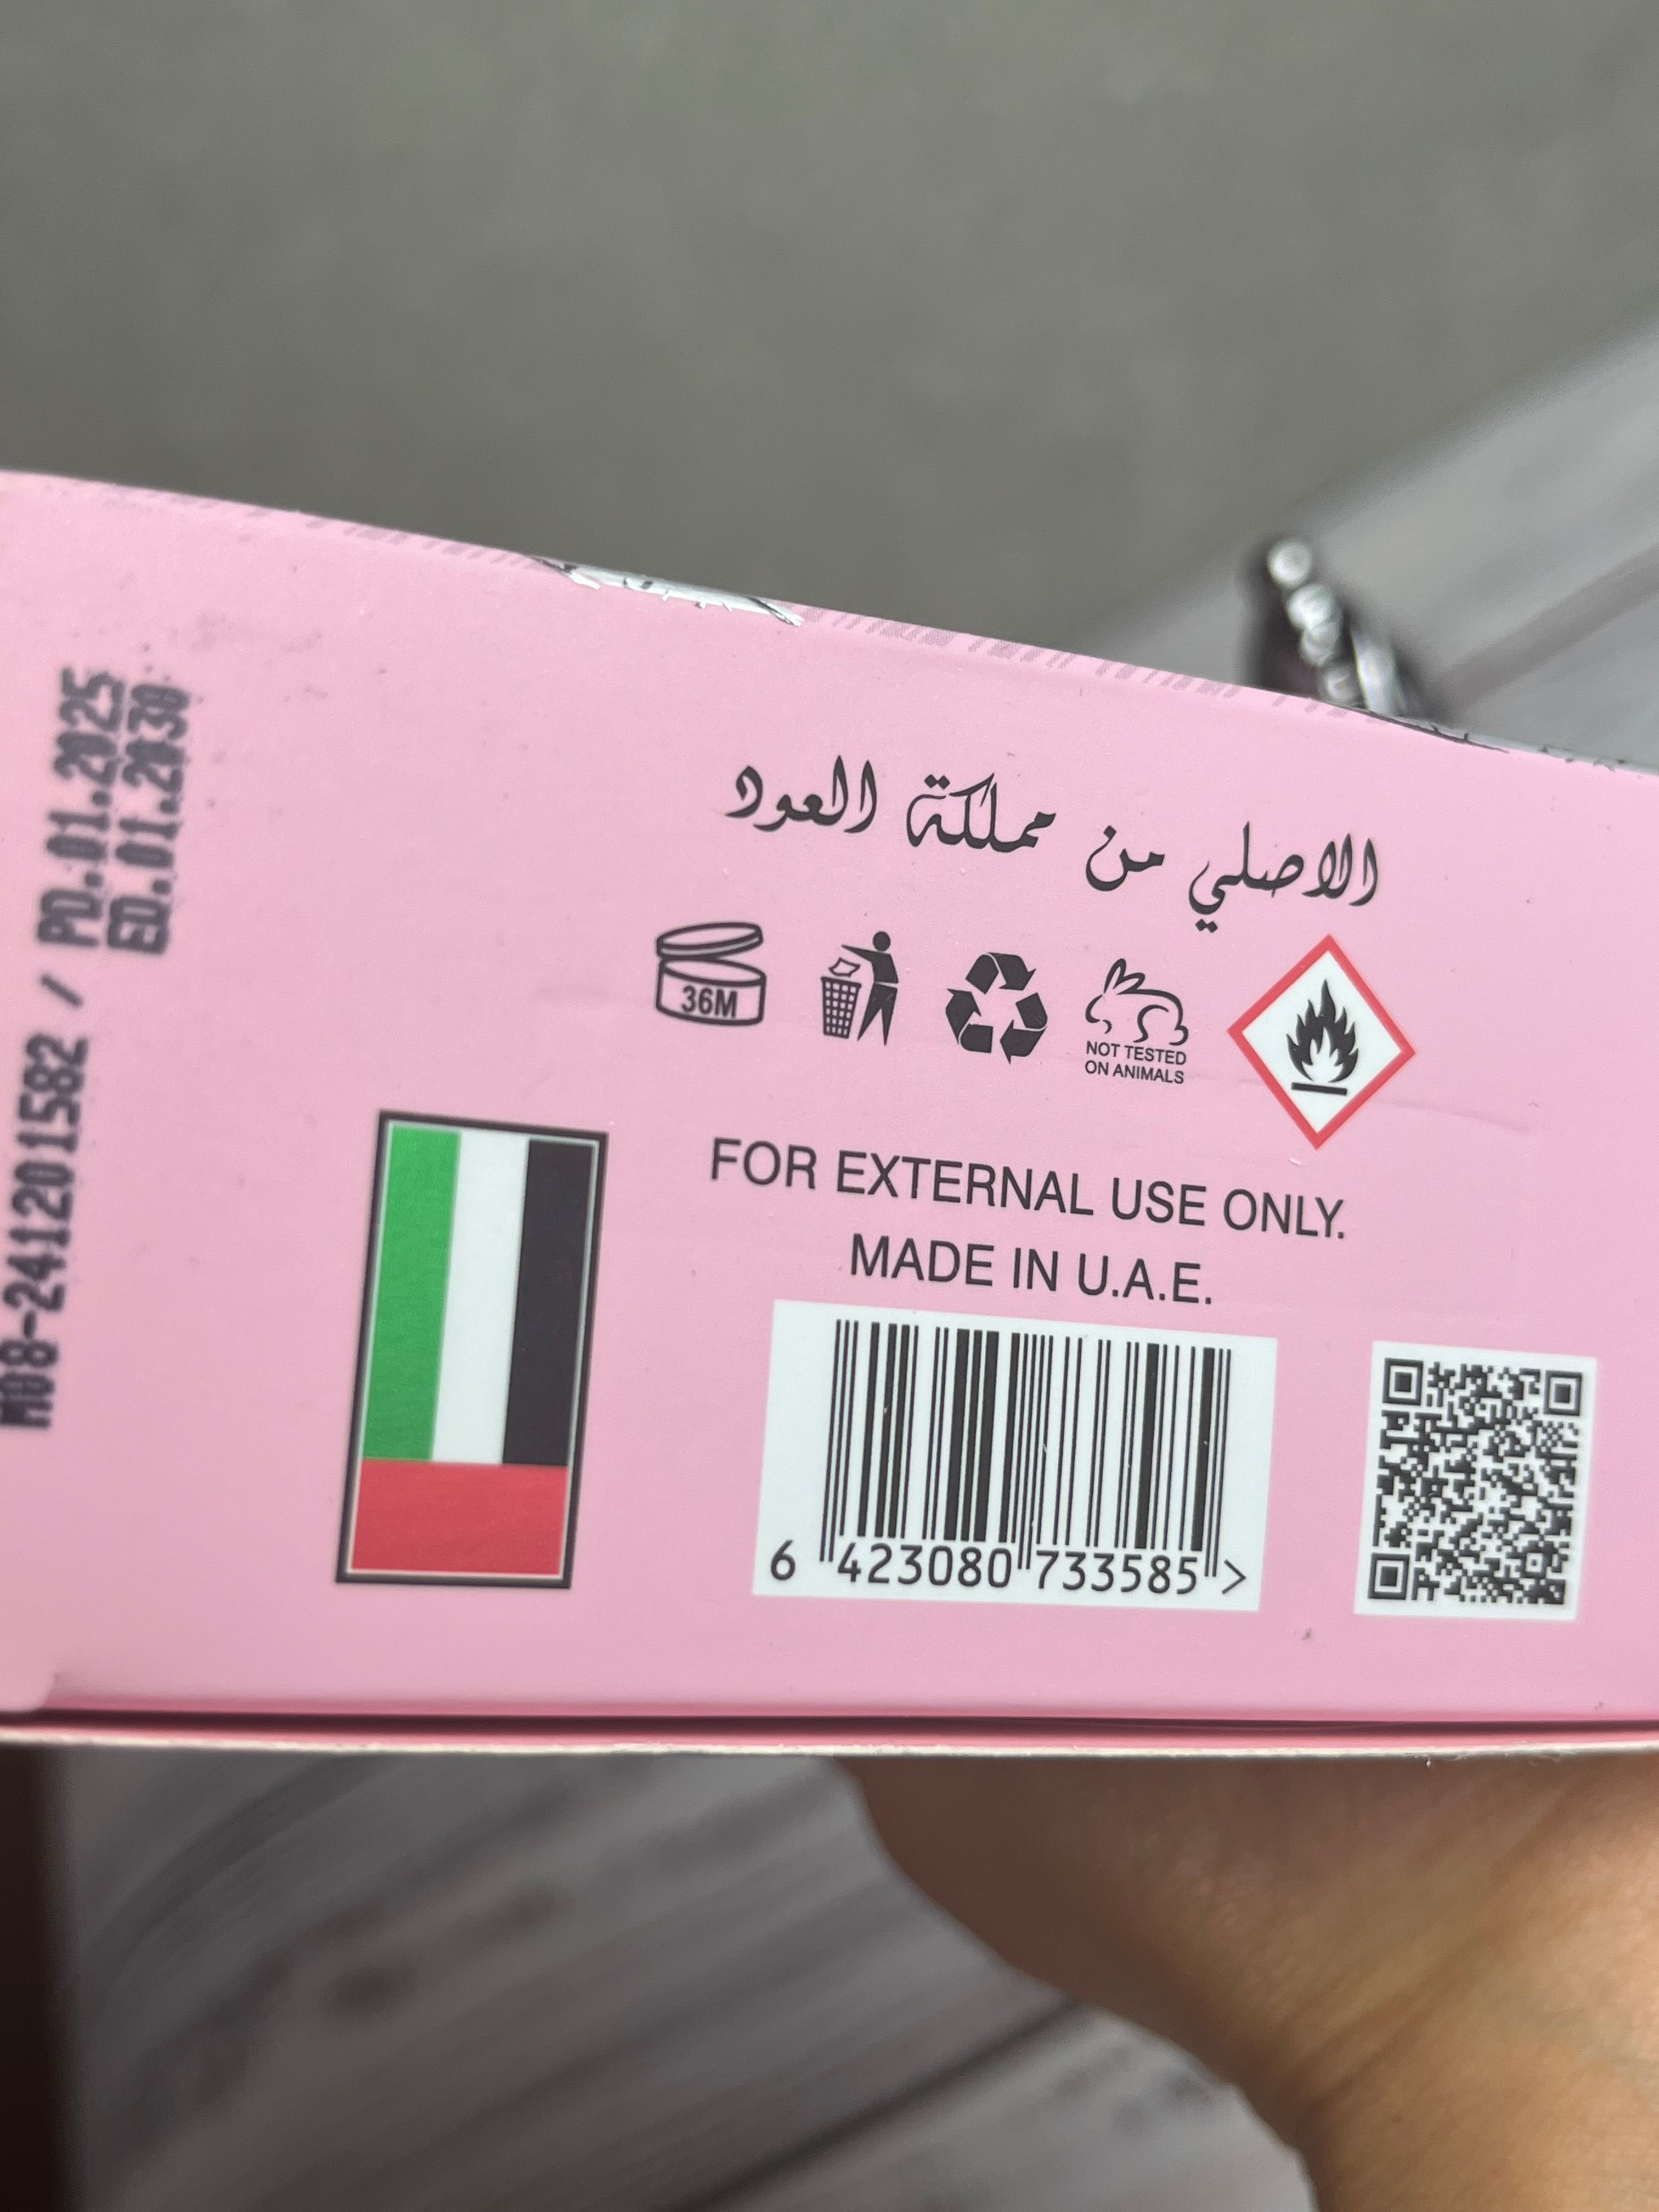 M08-241201582 / PD.01.2025
ED.01.2030
الاصلي من مملكة العود
36M
NOT TESTED
ON ANIMALS
FOR EXTERNAL USE ONLY.
MADE IN U.A.E.
6 423080 733585 >